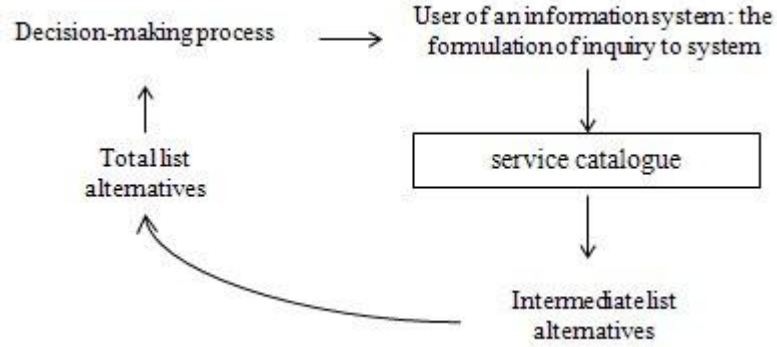 Decision-making process
User of an information system: the
formulation of inquiry to system
service catalogue
Total list
alternatives
Intermediate list
alternatives